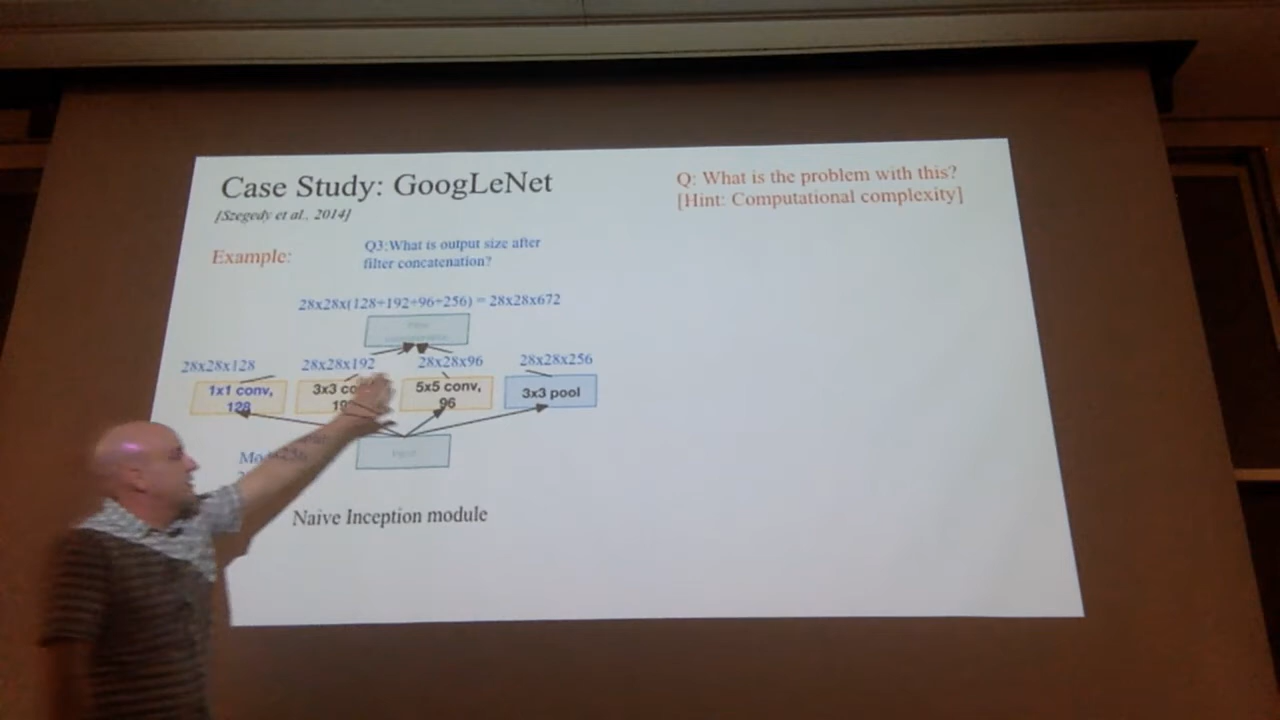 Case Study: GoogLeNet
[Szegedy et al., 2014]
Q: What is the problem with this?
[Hint: Computational complexity]
Example:
Q3:What is output size after
filter concatenation?
28x28x(128+192+96+256) = 28x28x672
28x28x128
28x28x192
28x28x96
28x28x256
1x1 conv,
128
3x3
5x5 conv,
96
3x3 pool
Input
Naive Inception module